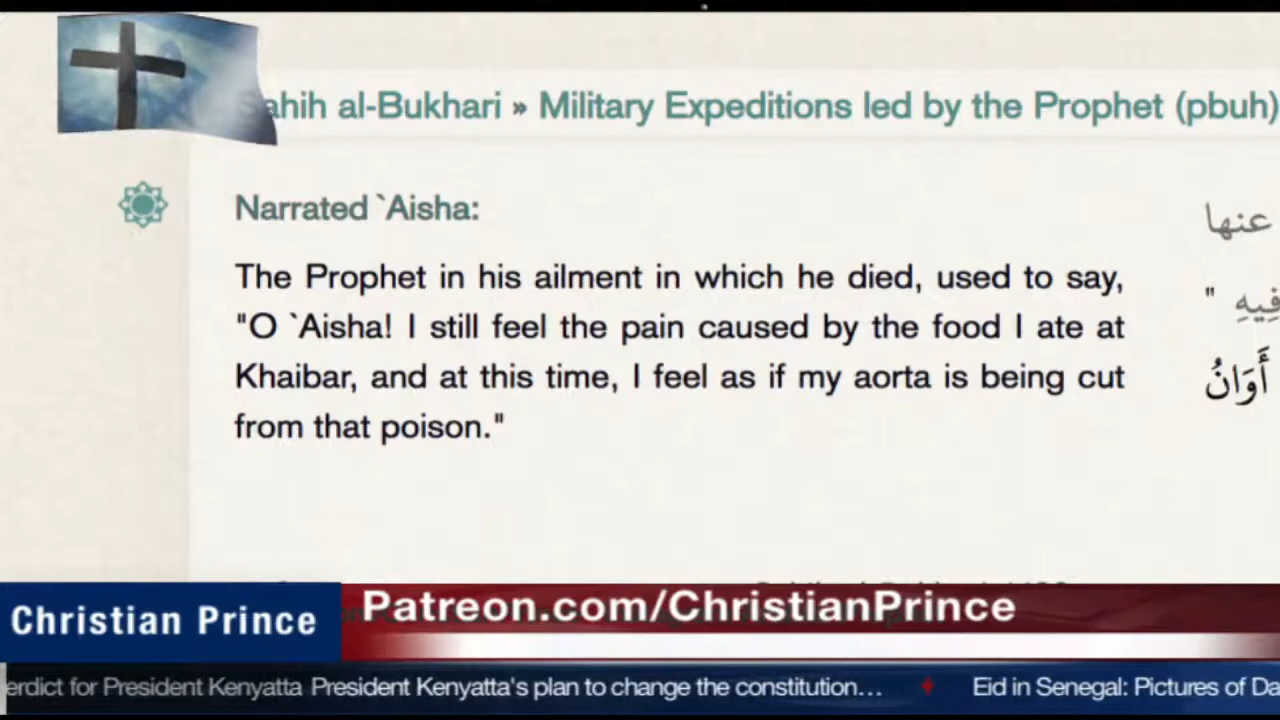 Sahih al-Bukhari » Military Expeditions led by the Prophet (pbuh)
Narrated `Aisha:
عنها
The Prophet in his ailment in which he died, used to say,
"
فِيهِ
"O `Aisha! I still feel the pain caused by the food I ate at
Khaibar, and at this time, I feel as if my aorta is being cut
أَوَانُ
from that poison."
Christian Prince
Patreon.com/ChristianPrince
erdict for President Kenyatta President Kenyatta's plan to change the constitution… Eid in Senegal: Pictures of Da